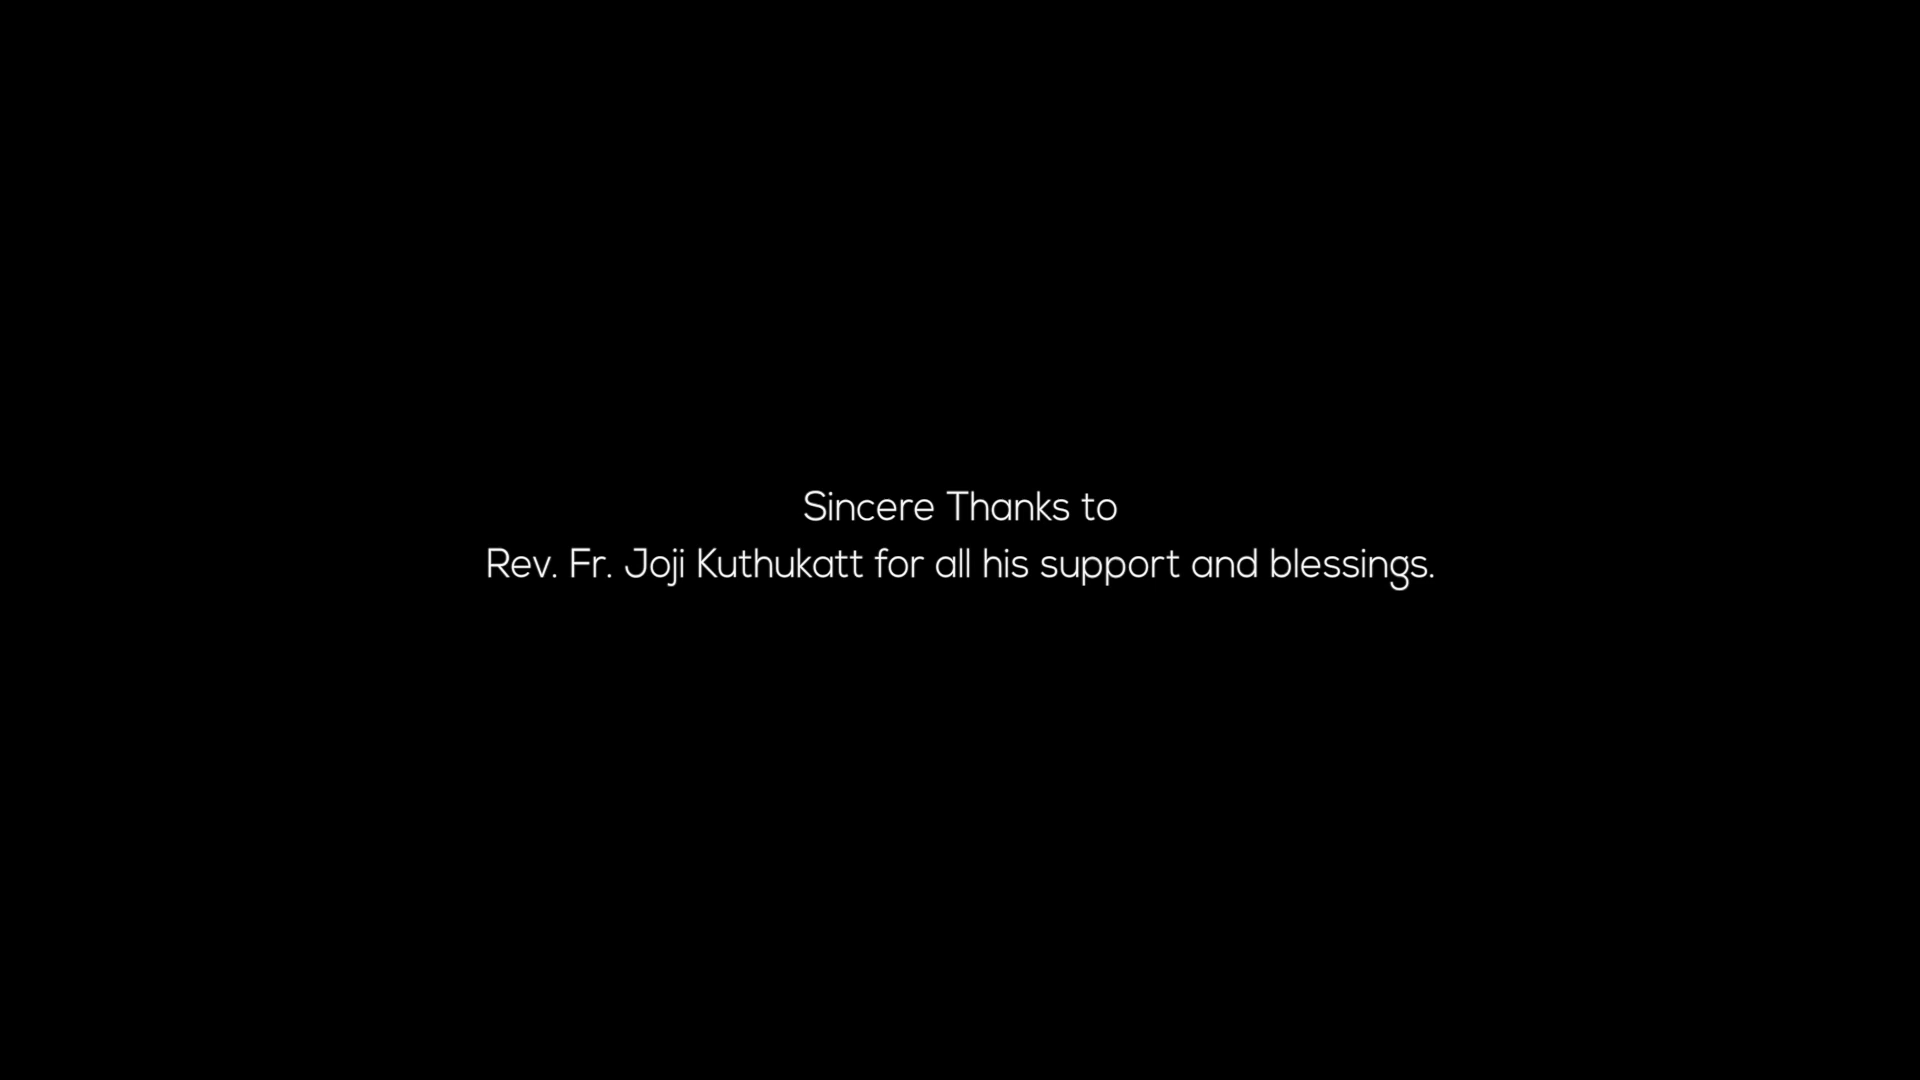 Sincere Thanks to
Rev. Fr. Joji Kuthukatt for all his support and blessings.